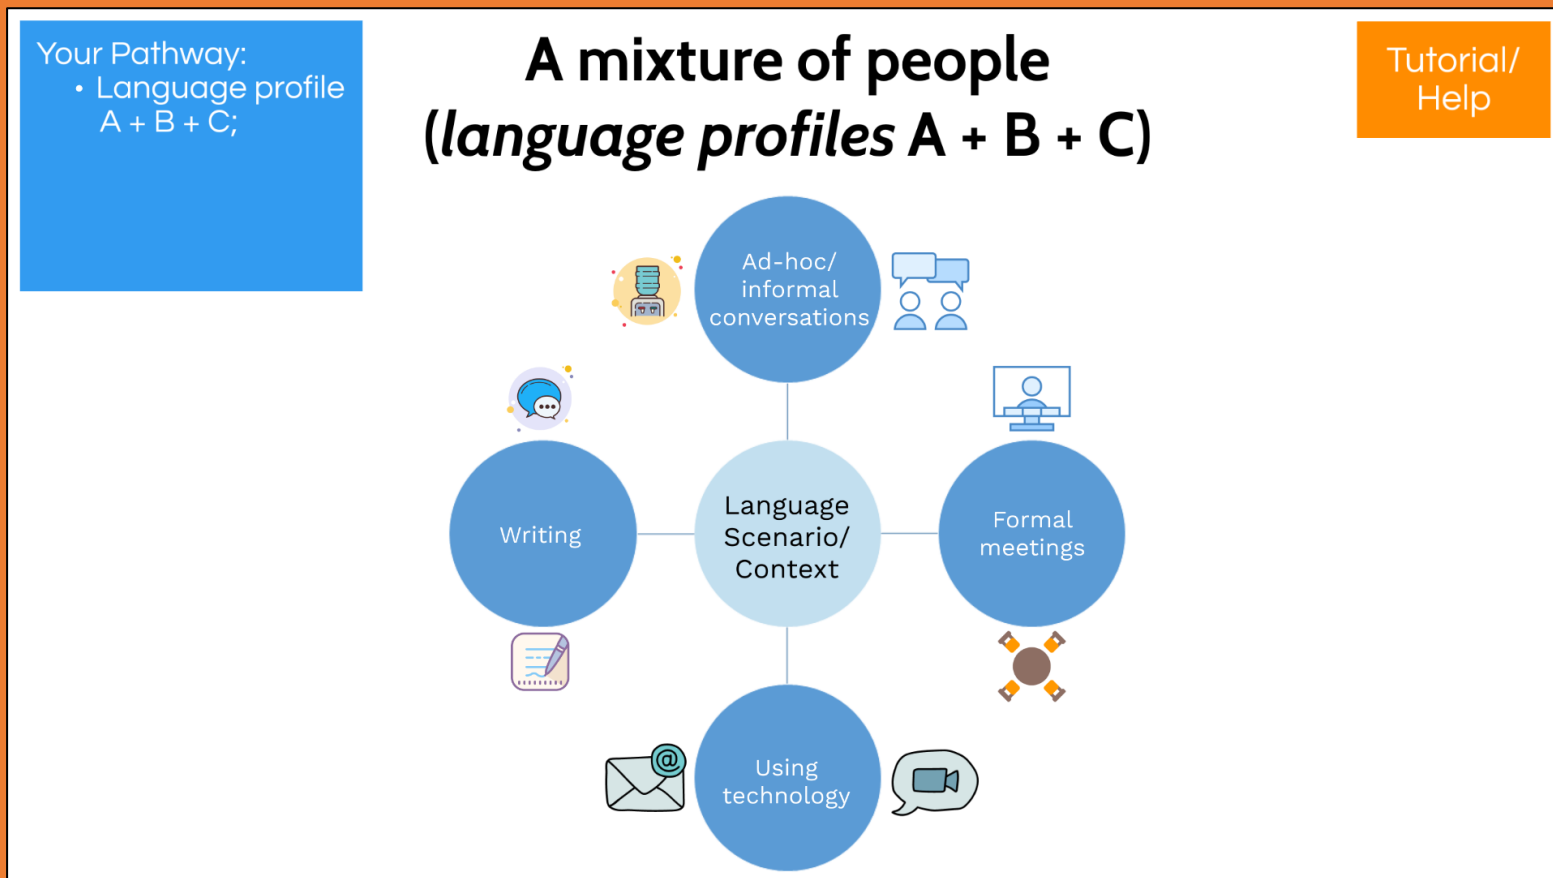 Your Pathway:
• Language profile
A + B + C;
A mixture of people
(language profiles A + B + C)
Tutorial/
Help
Ad-hoc/
informal
conversations
Writing
Language
Scenario/
Context
Formal
meetings
Using
technology
@